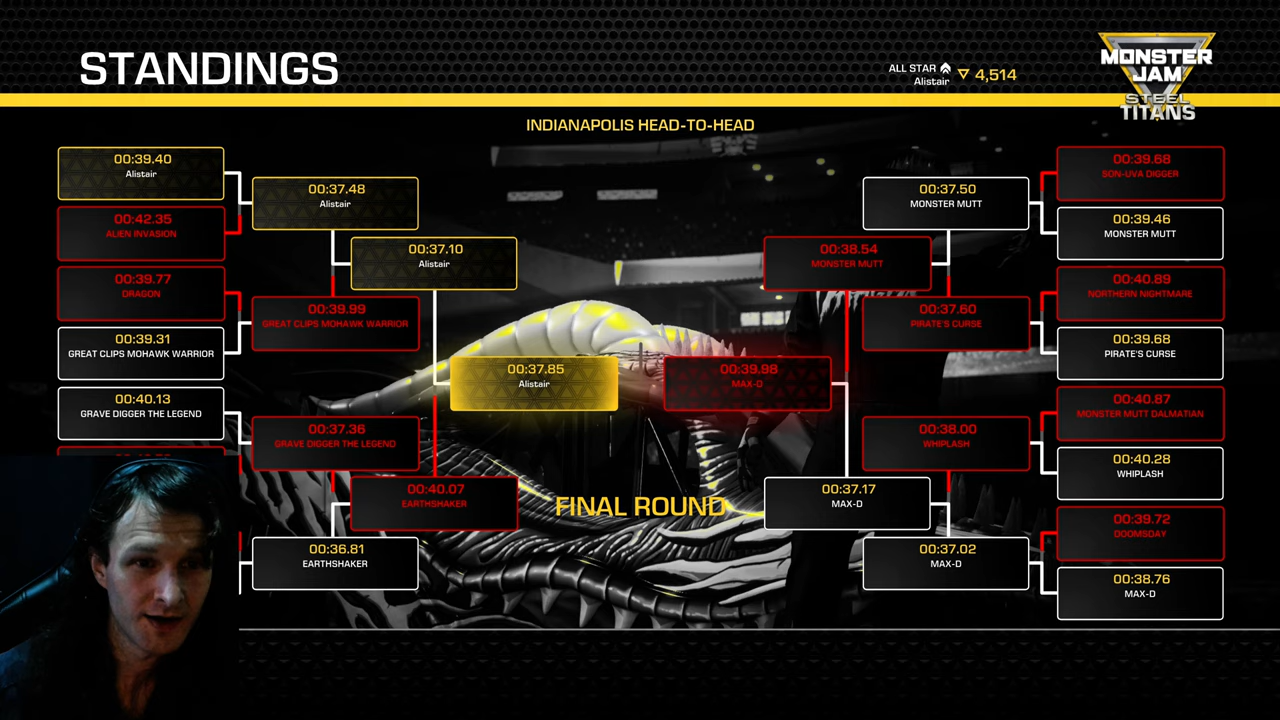 STANDINGS
ALL STAR
Alistair
4,514
MONSTER
JAM
STEEL
TITANS
INDIANAPOLIS HEAD-TO-HEAD
00:39.40
Alistair
00:42.35
ALIEN INVASION
00:39.77
DRAGON
00:39.31
GREAT CLIPS MOHAWK WARRIOR
00:40.13
GRAVE DIGGER THE LEGEND
00:37.48
Alistair
00:39.99
GREAT CLIPS MOHAWK WARRIOR
00:37.36
GRAVE DIGGER THE LEGEND
00:36.81
EARTHSHAKER
00:37.10
Alistair
00:40.07
EARTHSHAKER
00:37.85
Alistair
00:39.98
MAX-D
FINAL ROUND
00:38.54
MONSTER MUTT
00:37.17
MAX-D
00:37.50
MONSTER MUTT
00:37.60
PIRATE'S CURSE
00:38.00
WHIPLASH
00:37.02
MAX-D
00:39.68
SON-UVA DIGGER
00:39.46
MONSTER MUTT
00:40.89
NORTHERN NIGHTMARE
00:39.68
PIRATE'S CURSE
00:40.87
MONSTER MUTT DALMATIAN
00:40.28
WHIPLASH
00:39.72
DOOMSDAY
00:38.76
MAX-D